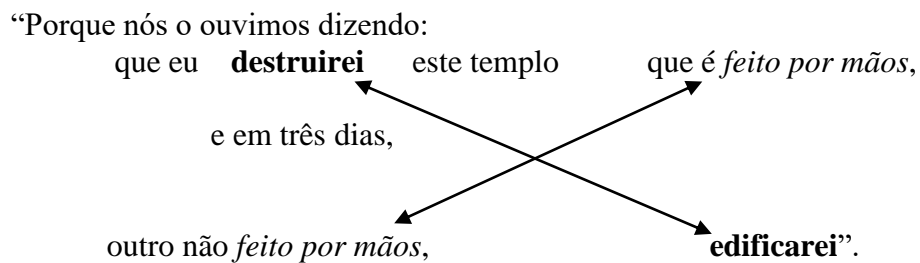 “Porque nós o ouvimos dizendo:
que eu destruirei este templo que é feito por mãos,
e em três dias,
outro não feito por mãos, edificarei”.